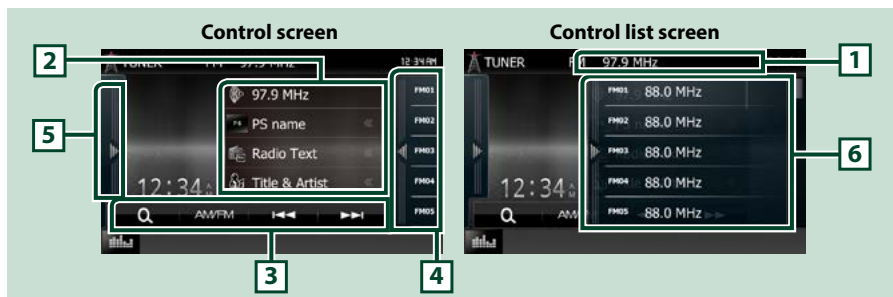 Control screen
Control list screen
2
TUNER FM 97.9 MHz
12:34 AM
97.9 MHz
PS name
Radio Text
Title & Artist
12:34
AM/FM
FM01
FM02
FM03
FM04
FM05
5
3
4
TUNER FM 97.9 MHz
1
FM01 88.0 MHz
FM02 88.0 MHz
FM03 88.0 MHz
FM04 88.0 MHz
FM05 88.0 MHz
12:34
6